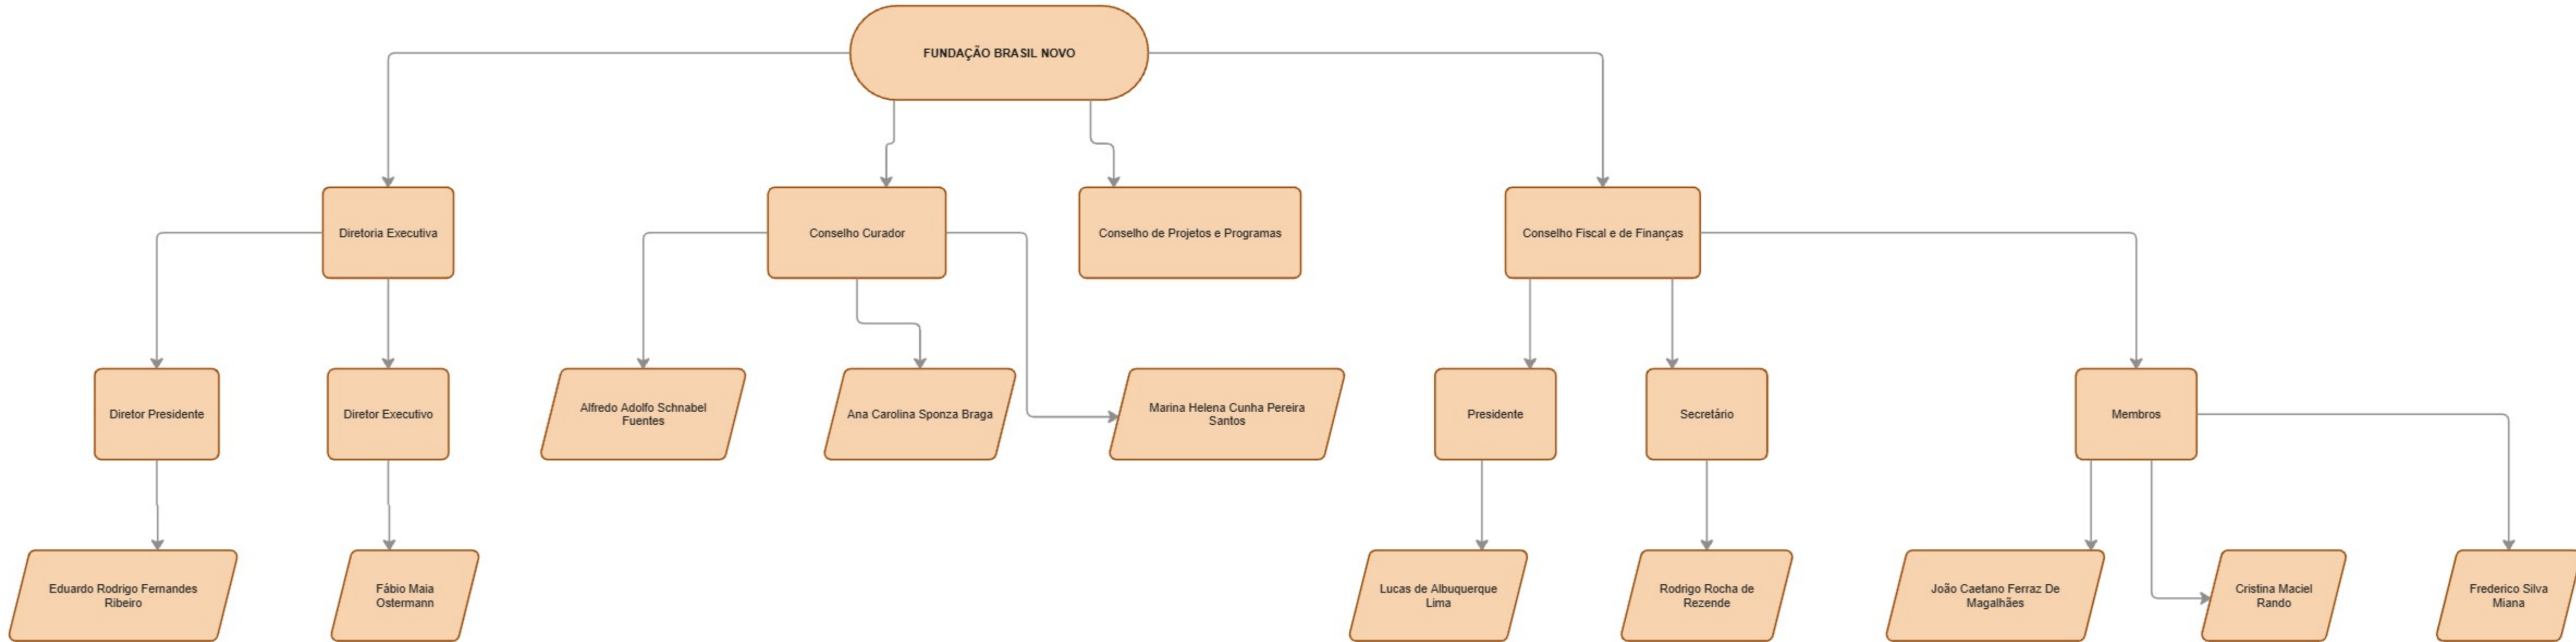 FUNDAÇÃO BRASIL NOVO
Diretoria Executiva
Conselho Curador
Conselho de Projetos e Programas
Conselho Fiscal e de Finanças
Diretor Presidente
Diretor Executivo
Alfredo Adolfo Schnabel
Fuentes
Ana Carolina Sponza Braga
Marina Helena Cunha Pereira
Santos
Presidente
Secretário
Membros
Eduardo Rodrigo Fernandes
Ribeiro
Fábio Maia
Ostermann
Lucas de Albuquerque
Lima
Rodrigo Rocha de
Rezende
João Caetano Ferraz De
Magalhães
Cristina Maciel
Rando
Frederico Silva
Miana